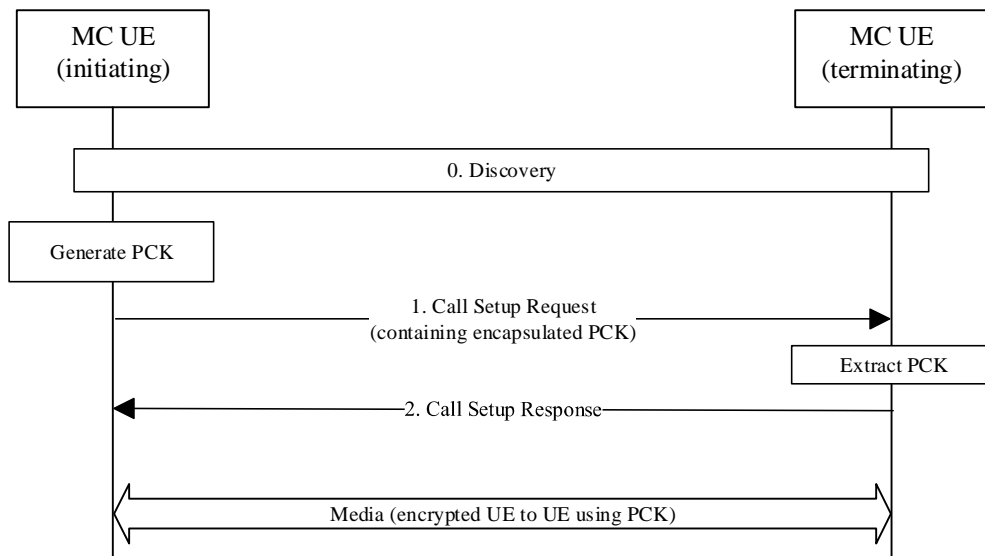 MC UE
(initiating)
MC UE
(terminating)
0. Discovery
Generate PCK
1. Call Setup Request
(containing encapsulated PCK)
Extract PCK
2. Call Setup Response
Media (encrypted UE to UE using PCK)